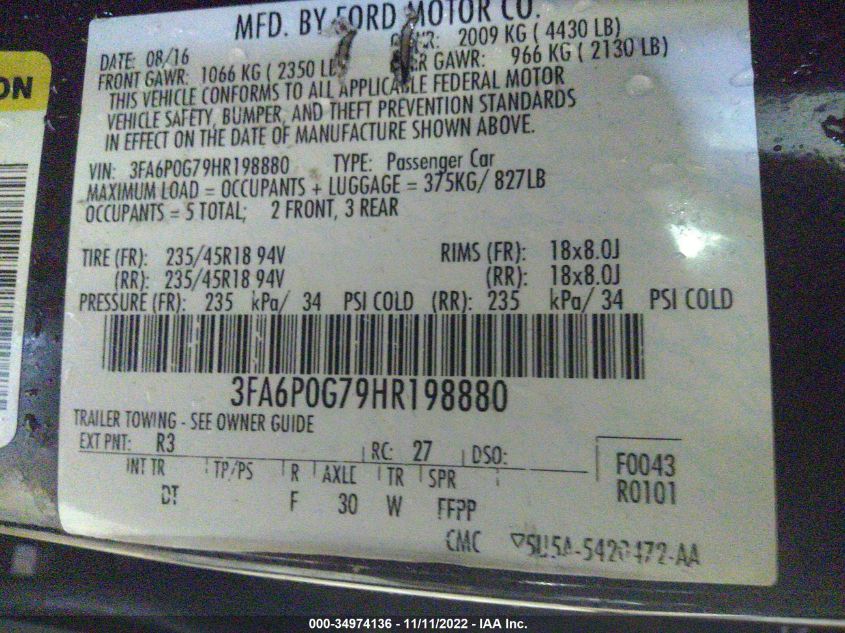 MFD. BY FORD MOTOR CO.
DATE: 08/16 2009 KG ( 4430 LB)
FRONT GAWR: 1066 KG ( 2350 LB) GAWR: 966 KG ( 2130 LB)
THIS VEHICLE CONFORMS TO ALL APPLICABLE FEDERAL MOTOR
VEHICLE SAFETY, BUMPER, AND THEFT PREVENTION STANDARDS
IN EFFECT ON THE DATE OF MANUFACTURE SHOWN ABOVE.
VIN: 3FA6P0G79HR198880 TYPE: Passenger Car
MAXIMUM LOAD = OCCUPANTS + LUGGAGE = 375KG/ 827LB
OCCUPANTS = 5 TOTAL; 2 FRONT, 3 REAR
TIRE (FR): 235/45R18 94V RIMS (FR): 18x8.0J
(RR): 235/45R18 94V (RR): 18x8.0J
PRESSURE (FR): 235 kPa/ 34 PSI COLD (RR): 235 kPa/ 34 PSI COLD
3FA6P0G79HR198880
TRAILER TOWING - SEE OWNER GUIDE
EXT PNT: R3 RC: 27 DSO:
INT TR TP/PS R AXLE TR SPR F0043
DT F 30 W FFPP R0101
CMC
000-34974136 - 11/11/2022 - IAA Inc.